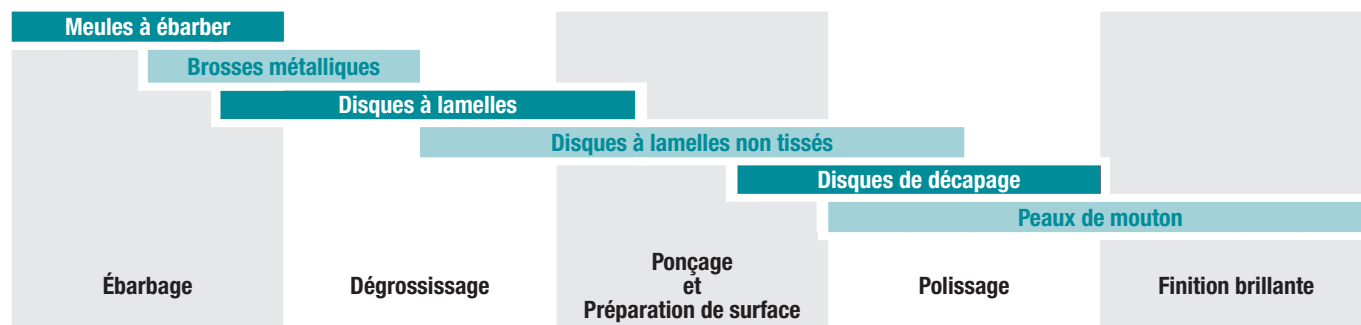 Meules à ébarber
Brosses métalliques
Disques à lamelles
Disques à lamelles non tissés
Disques de décapage
Peaux de mouton
Ébarbage
Dégrossissage
Ponçage
et
Préparation de surface
Polissage
Finition brillante